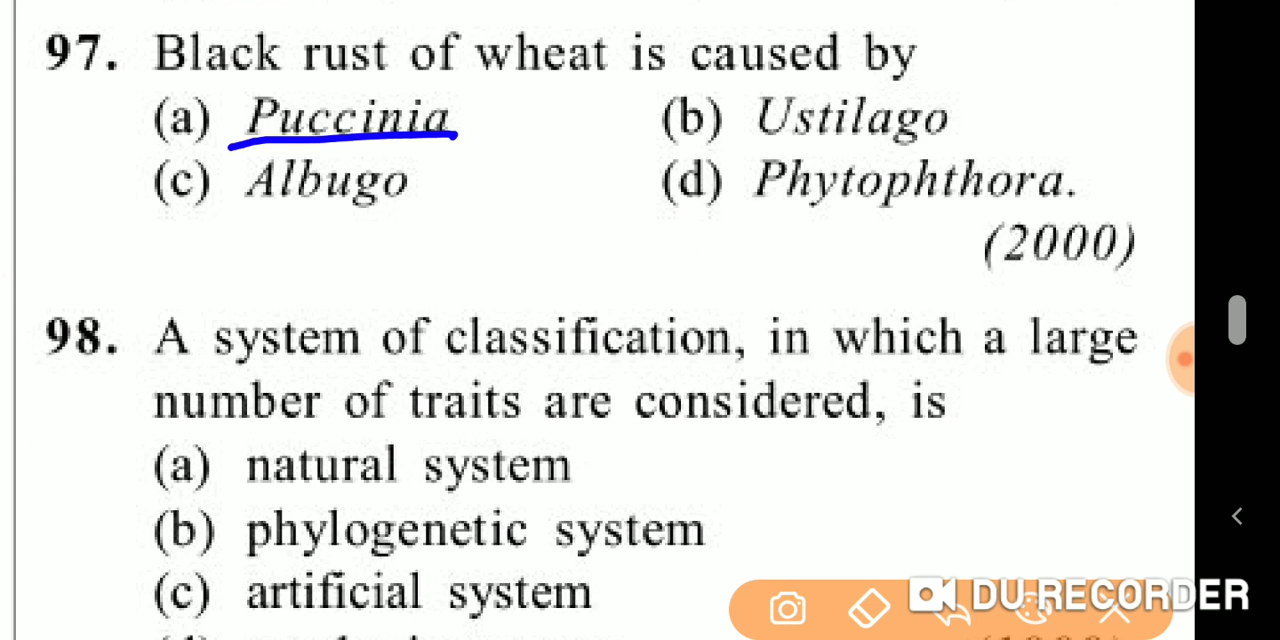 97. Black rust of wheat is caused by
(a) Puccinia (b) Ustilago
(c) Albugo (d) Phytophthora.
(2000)
98. A system of classification, in which a large
number of traits are considered, is
(a) natural system
(b) phylogenetic system
(c) artificial system
DU RECORDER